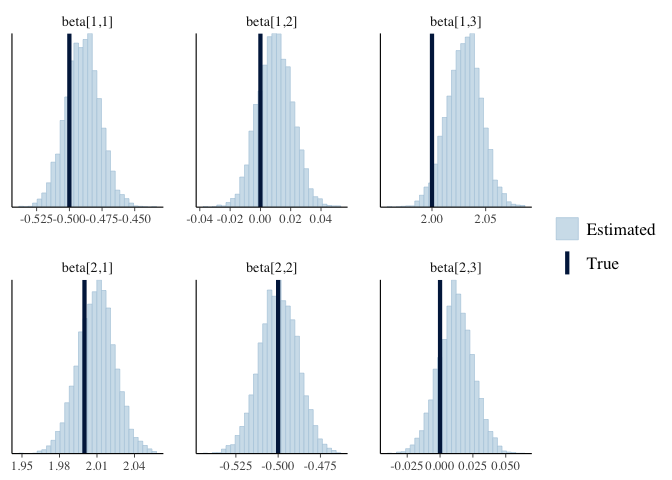 beta[1,1] beta[1,2] beta[1,3]
-0.525 -0.500 -0.475 -0.450 -0.04 -0.02 0.00 0.02 0.04 2.00 2.05
Estimated
True
beta[2,1] beta[2,2] beta[2,3]
1.95 1.98 2.01 2.04 -0.525 -0.500 -0.475 -0.025 0.000 0.025 0.050